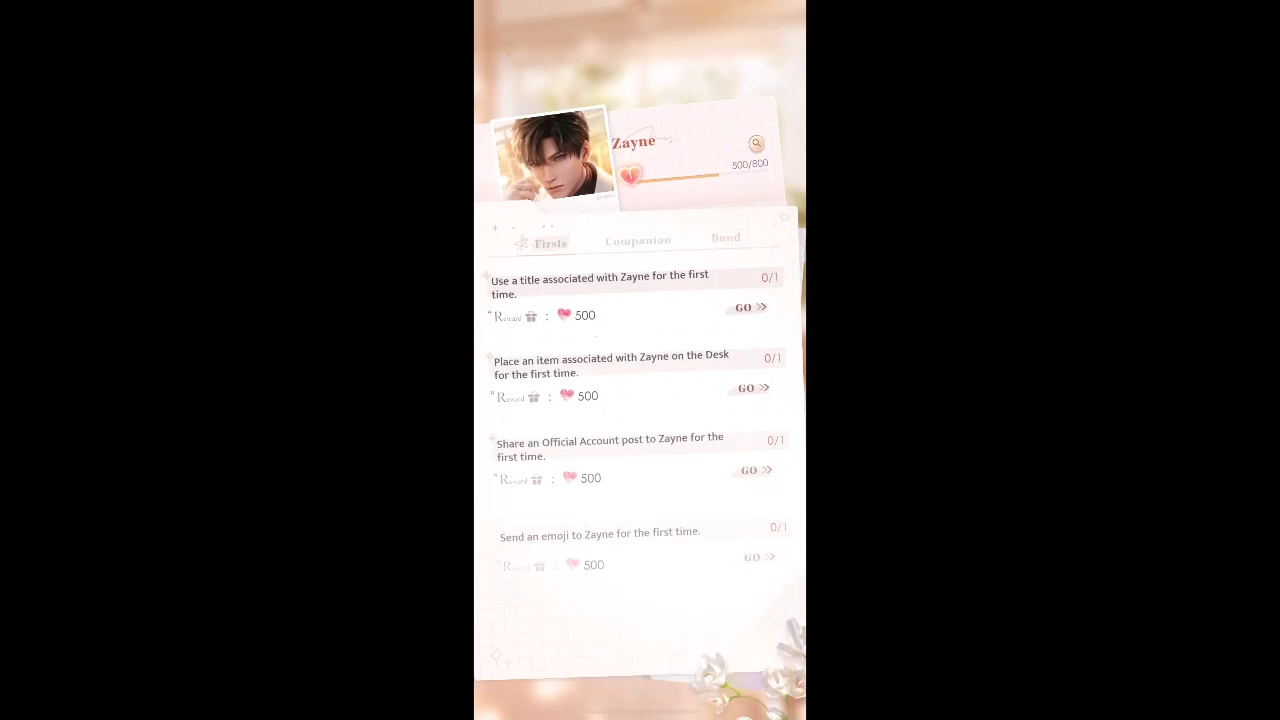 Zayne
1
500/800
Firsts
Companion
Bond
Use a title associated with Zayne for the first
time.
0/1
Reward : 500
GO
Place an item associated with Zayne on the Desk
for the first time.
0/1
Reward : 500
GO
Share an Official Account post to Zayne for the
first time.
0/1
Reward : 500
GO
Send an emoji to Zayne for the first time.
0/1
Reward : 500
GO